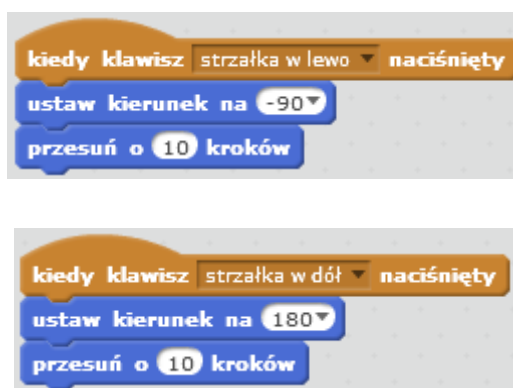 kiedy klawisz strzałka w lewo naciśnięty
ustaw kierunek na -90
przesuń o 10 kroków
kiedy klawisz strzałka w dół naciśnięty
ustaw kierunek na 180
przesuń o 10 kroków